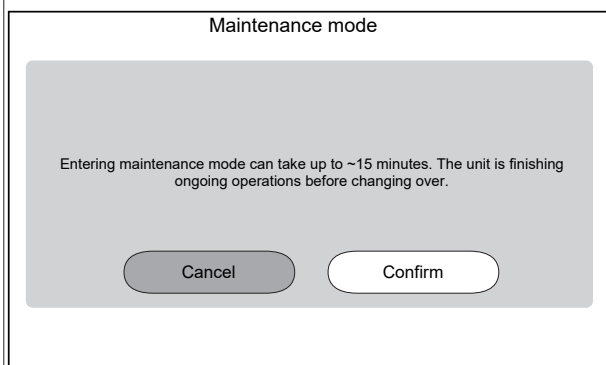 Maintenance mode
Entering maintenance mode can take up to ~15 minutes. The unit is finishing
ongoing operations before changing over.
Cancel
Confirm